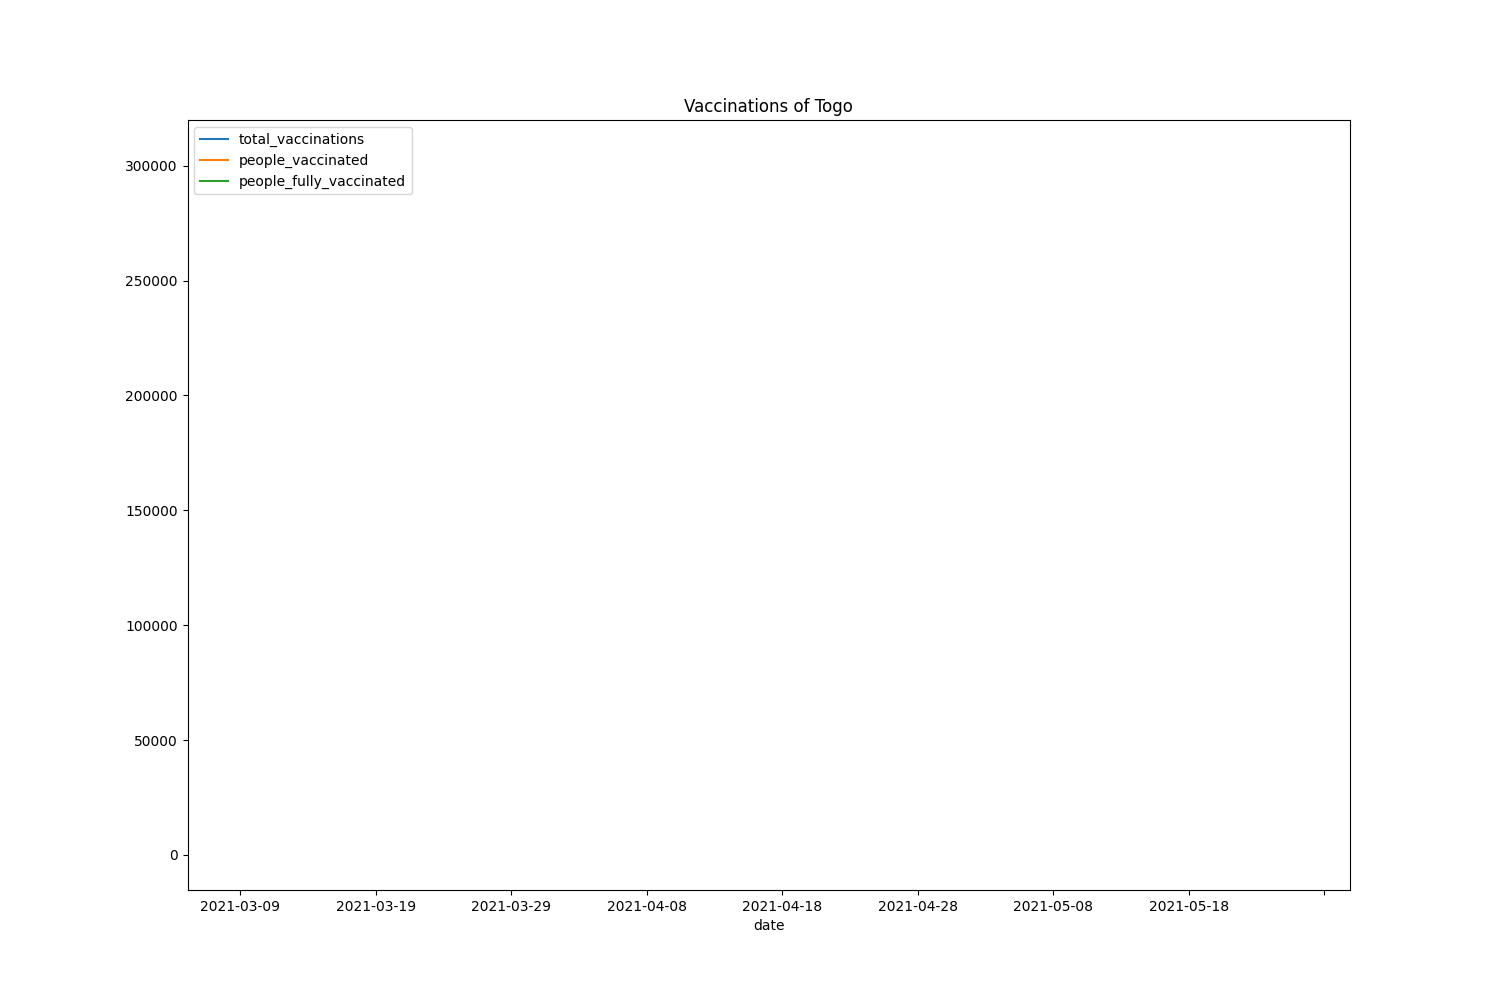 Vaccinations of Togo
total_vaccinations
people_vaccinated
people_fully_vaccinated
300000
250000
200000
150000
100000
50000
0
2021-03-09 2021-03-19 2021-03-29 2021-04-08 2021-04-18 2021-04-28 2021-05-08 2021-05-18
date